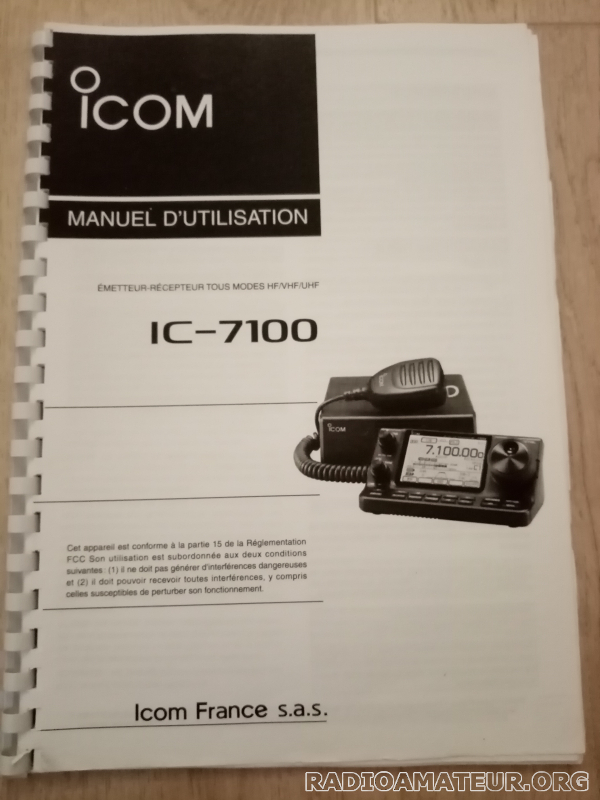 ICOM
MANUEL D'UTILISATION
ÉMETTEUR-RÉCEPTEUR TOUS MODES HF/VHF/UHF
IC-7100
ICOM
7.100.00
Cet appareil est conforme à la partie 15 de la Réglementation
FCC Son utilisation est subordonnée aux deux conditions
suivantes: (1) il ne doit pas générer d'interférences dangereuses
et (2) il doit pouvoir recevoir toutes interférences, y compris
celles susceptibles de perturber son fonctionnement.
Icom France s.a.s.
RADIOAMATEUR.ORG